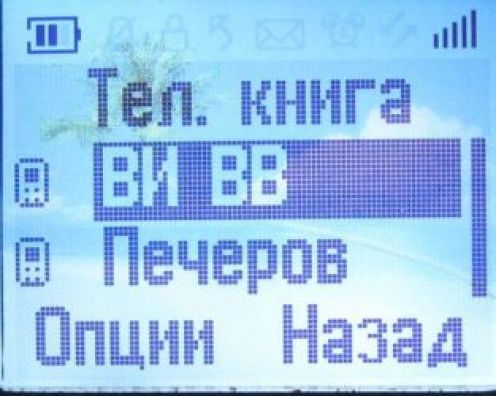 Тел. книга
ВИ ВВ
Печеров
Опции Назад